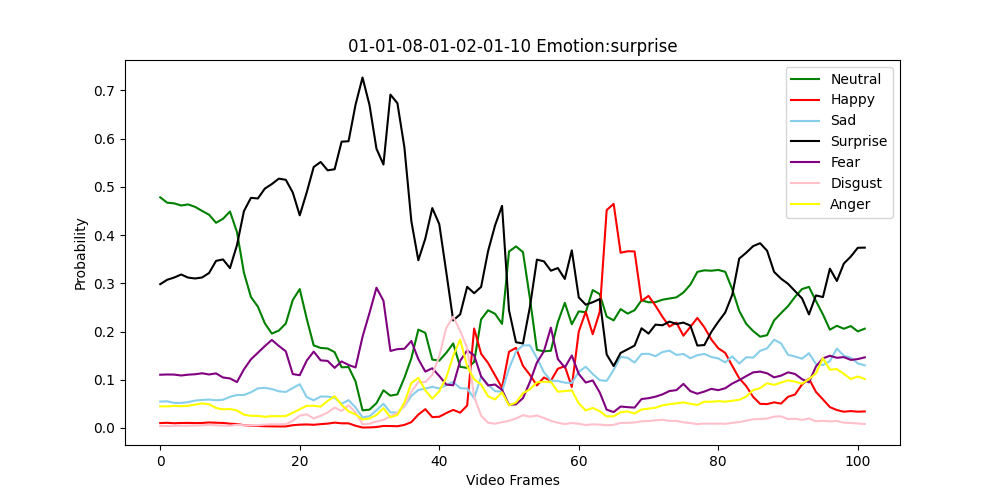 01-01-08-01-02-01-10 Emotion:surprise
Probability
0.7
0.6
0.5
0.4
0.3
0.2
0.1
0.0
0 20 40 60 80 100
Video Frames
Neutral
Happy
Sad
Surprise
Fear
Disgust
Anger